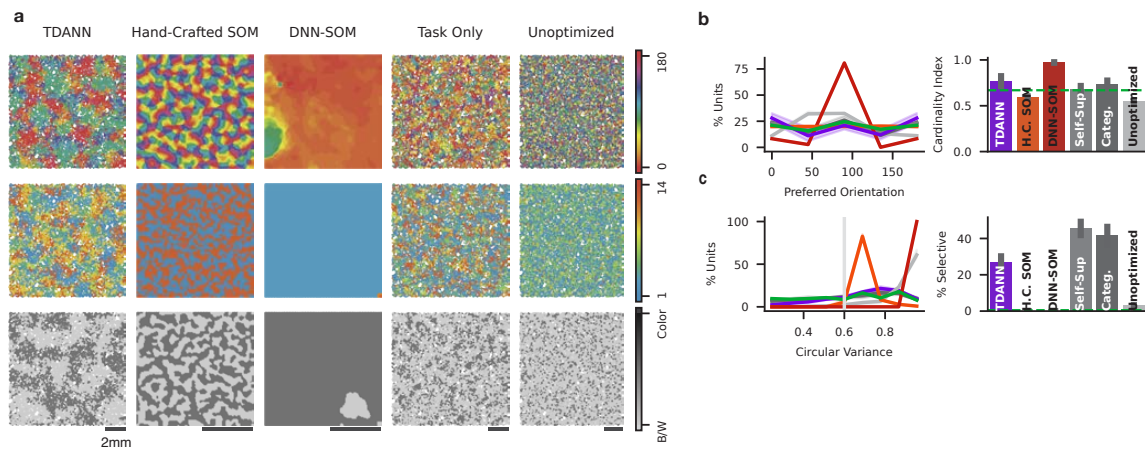 a
TDANN
Hand-Crafted SOM
DNN-SOM
Task Only
Unoptimized
180
0
14
1
Color
B/W
2mm
b
75
50
25
0
% Units
0 50 100 150
Preferred Orientation
1.0
0.5
0.0
Cardinality Index
TDANN
H.C. SOM
DNN-SOM
Self-Sup
Categ.
Unoptimized
c
100
50
0
% Units
0.4 0.6 0.8
Circular Variance
40
20
0
% Selective
TDANN
H.C. SOM
DNN-SOM
Self-Sup
Categ.
Unoptimized